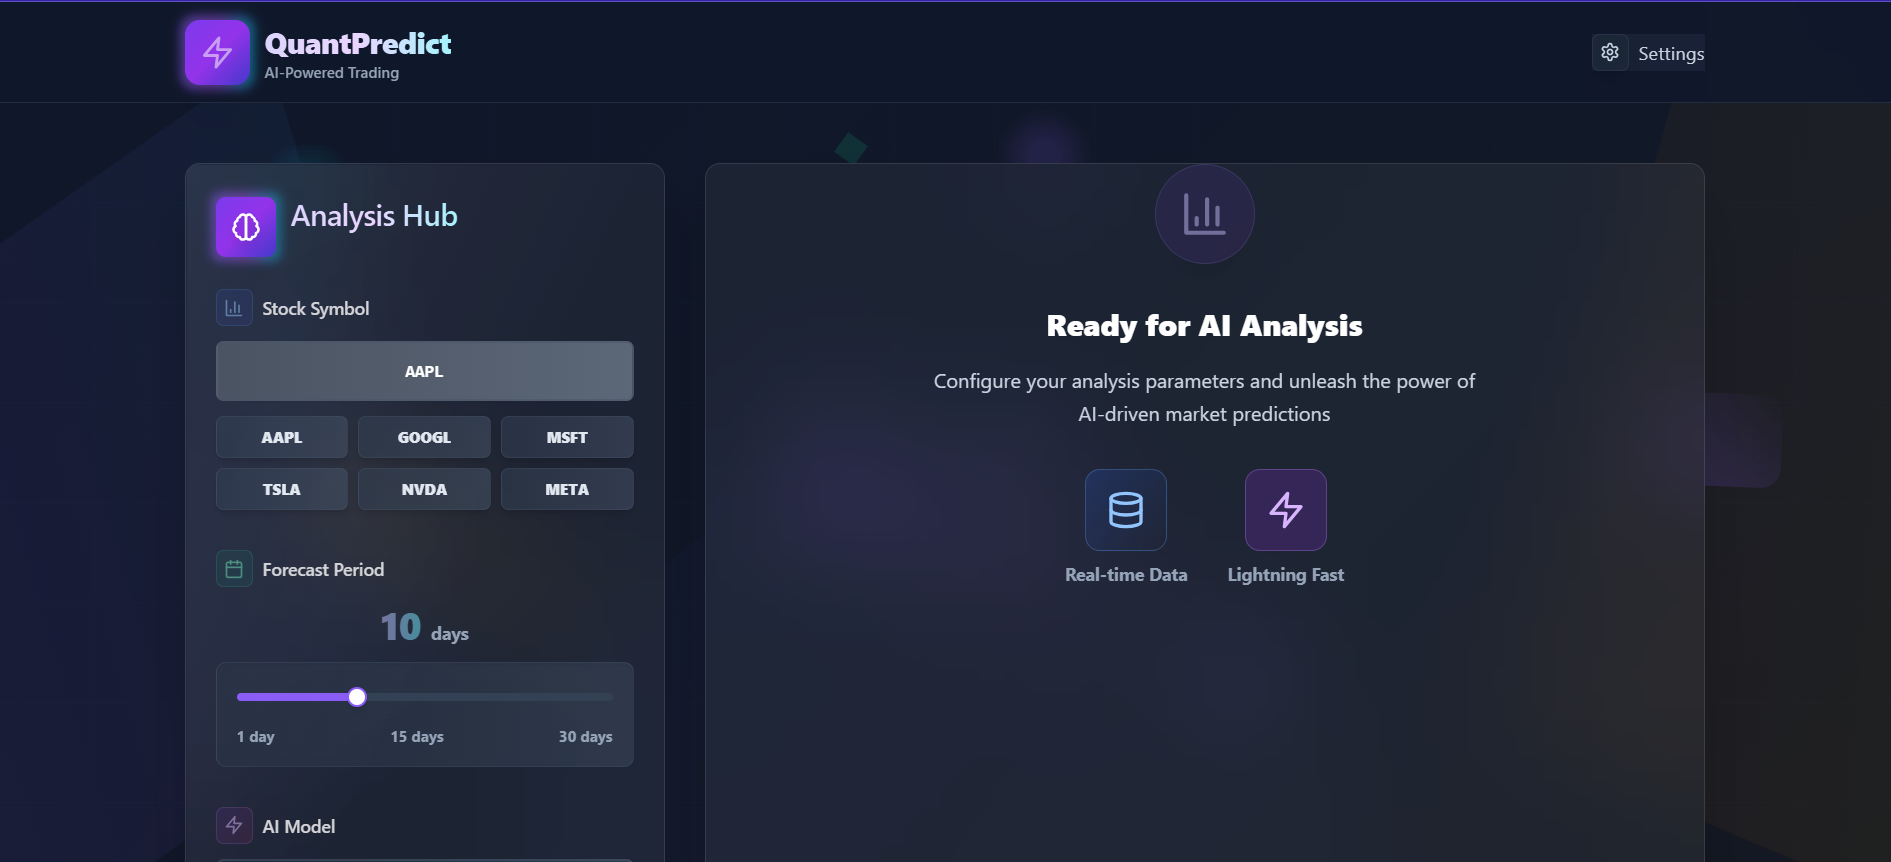 QuantPredict
AI-Powered Trading
Settings
Analysis Hub
Stock Symbol
AAPL
AAPL GOOGL MSFT
TSLA NVDA META
Forecast Period
10 days
1 day 15 days 30 days
AI Model
Ready for AI Analysis
Configure your analysis parameters and unleash the power of
AI-driven market predictions
Real-time Data Lightning Fast